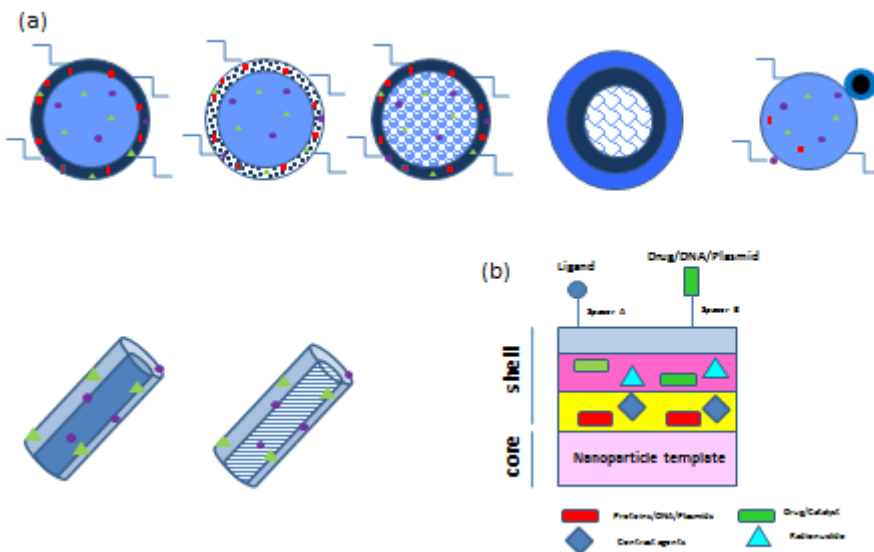 (a)
(b)
Drug/DNA/Plasmid
Ligand
Spacer A
Spacer B
shell
core
Nanoparticle template
Proteins/DNA/Plasmids
Drug/Catalyst
Contrast agents
Radionuclide